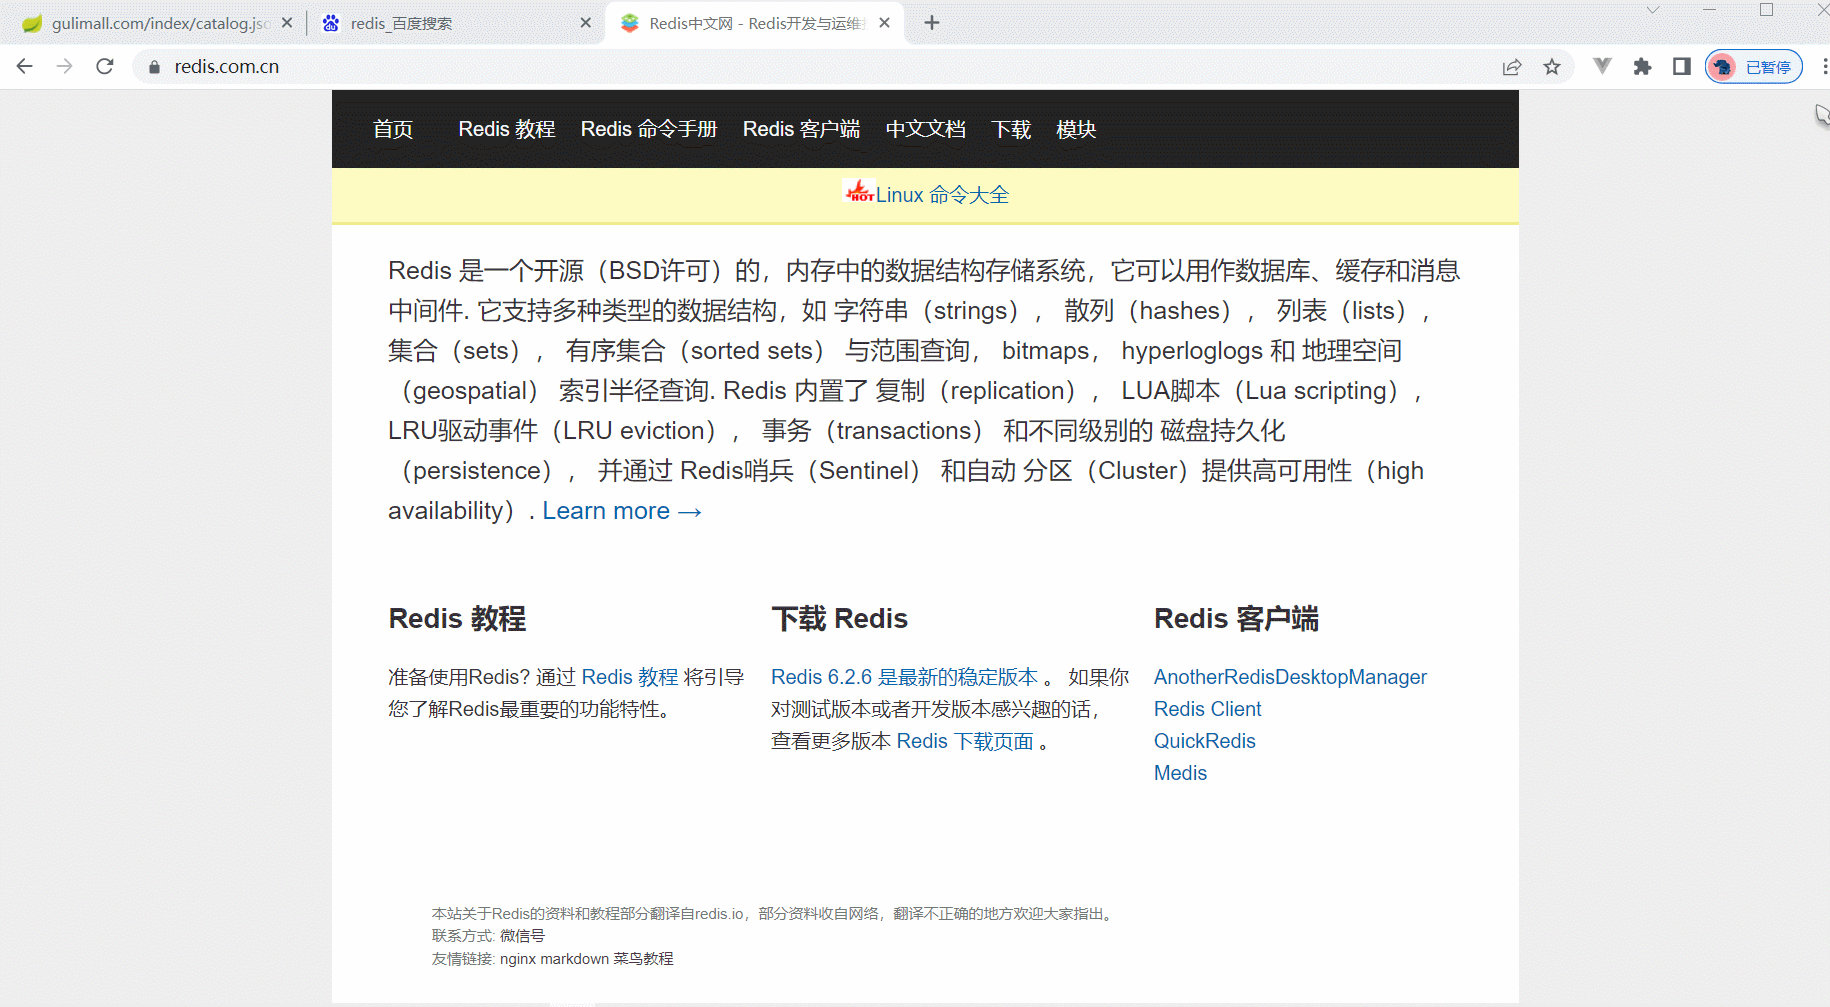 gulimall.com/index/catalog.jsc
redis_百度搜索
Redis中文网 - Redis开发与运维
redis.com.cn
已暂停
首页 Redis 教程 Redis 命令手册 Redis 客户端 中文文档 下载 模块
HOT Linux 命令大全
Redis 是一个开源（BSD许可）的，内存中的数据结构存储系统，它可以用作数据库、缓存和消息
中间件. 它支持多种类型的数据结构，如 字符串（strings）， 散列（hashes）， 列表（lists），
集合（sets）， 有序集合（sorted sets） 与范围查询， bitmaps， hyperloglogs 和 地理空间
（geospatial） 索引半径查询. Redis 内置了 复制（replication）， LUA脚本（Lua scripting），
LRU驱动事件（LRU eviction）， 事务（transactions） 和不同级别的 磁盘持久化
（persistence）， 并通过 Redis哨兵（Sentinel） 和自动 分区（Cluster）提供高可用性（high
availability）. Learn more →
Redis 教程
准备使用Redis? 通过 Redis 教程 将引导
您了解Redis最重要的功能特性。
下载 Redis
Redis 6.2.6 是最新的稳定版本 。 如果你
对测试版本或者开发版本感兴趣的话，
查看更多版本 Redis 下载页面 。
Redis 客户端
AnotherRedisDesktopManager
Redis Client
QuickRedis
Medis
本站关于Redis的资料和教程部分翻译自redis.io，部分资料收自网络，翻译不正确的地方欢迎大家指出。
联系方式: 微信号
友情链接: nginx markdown 菜鸟教程